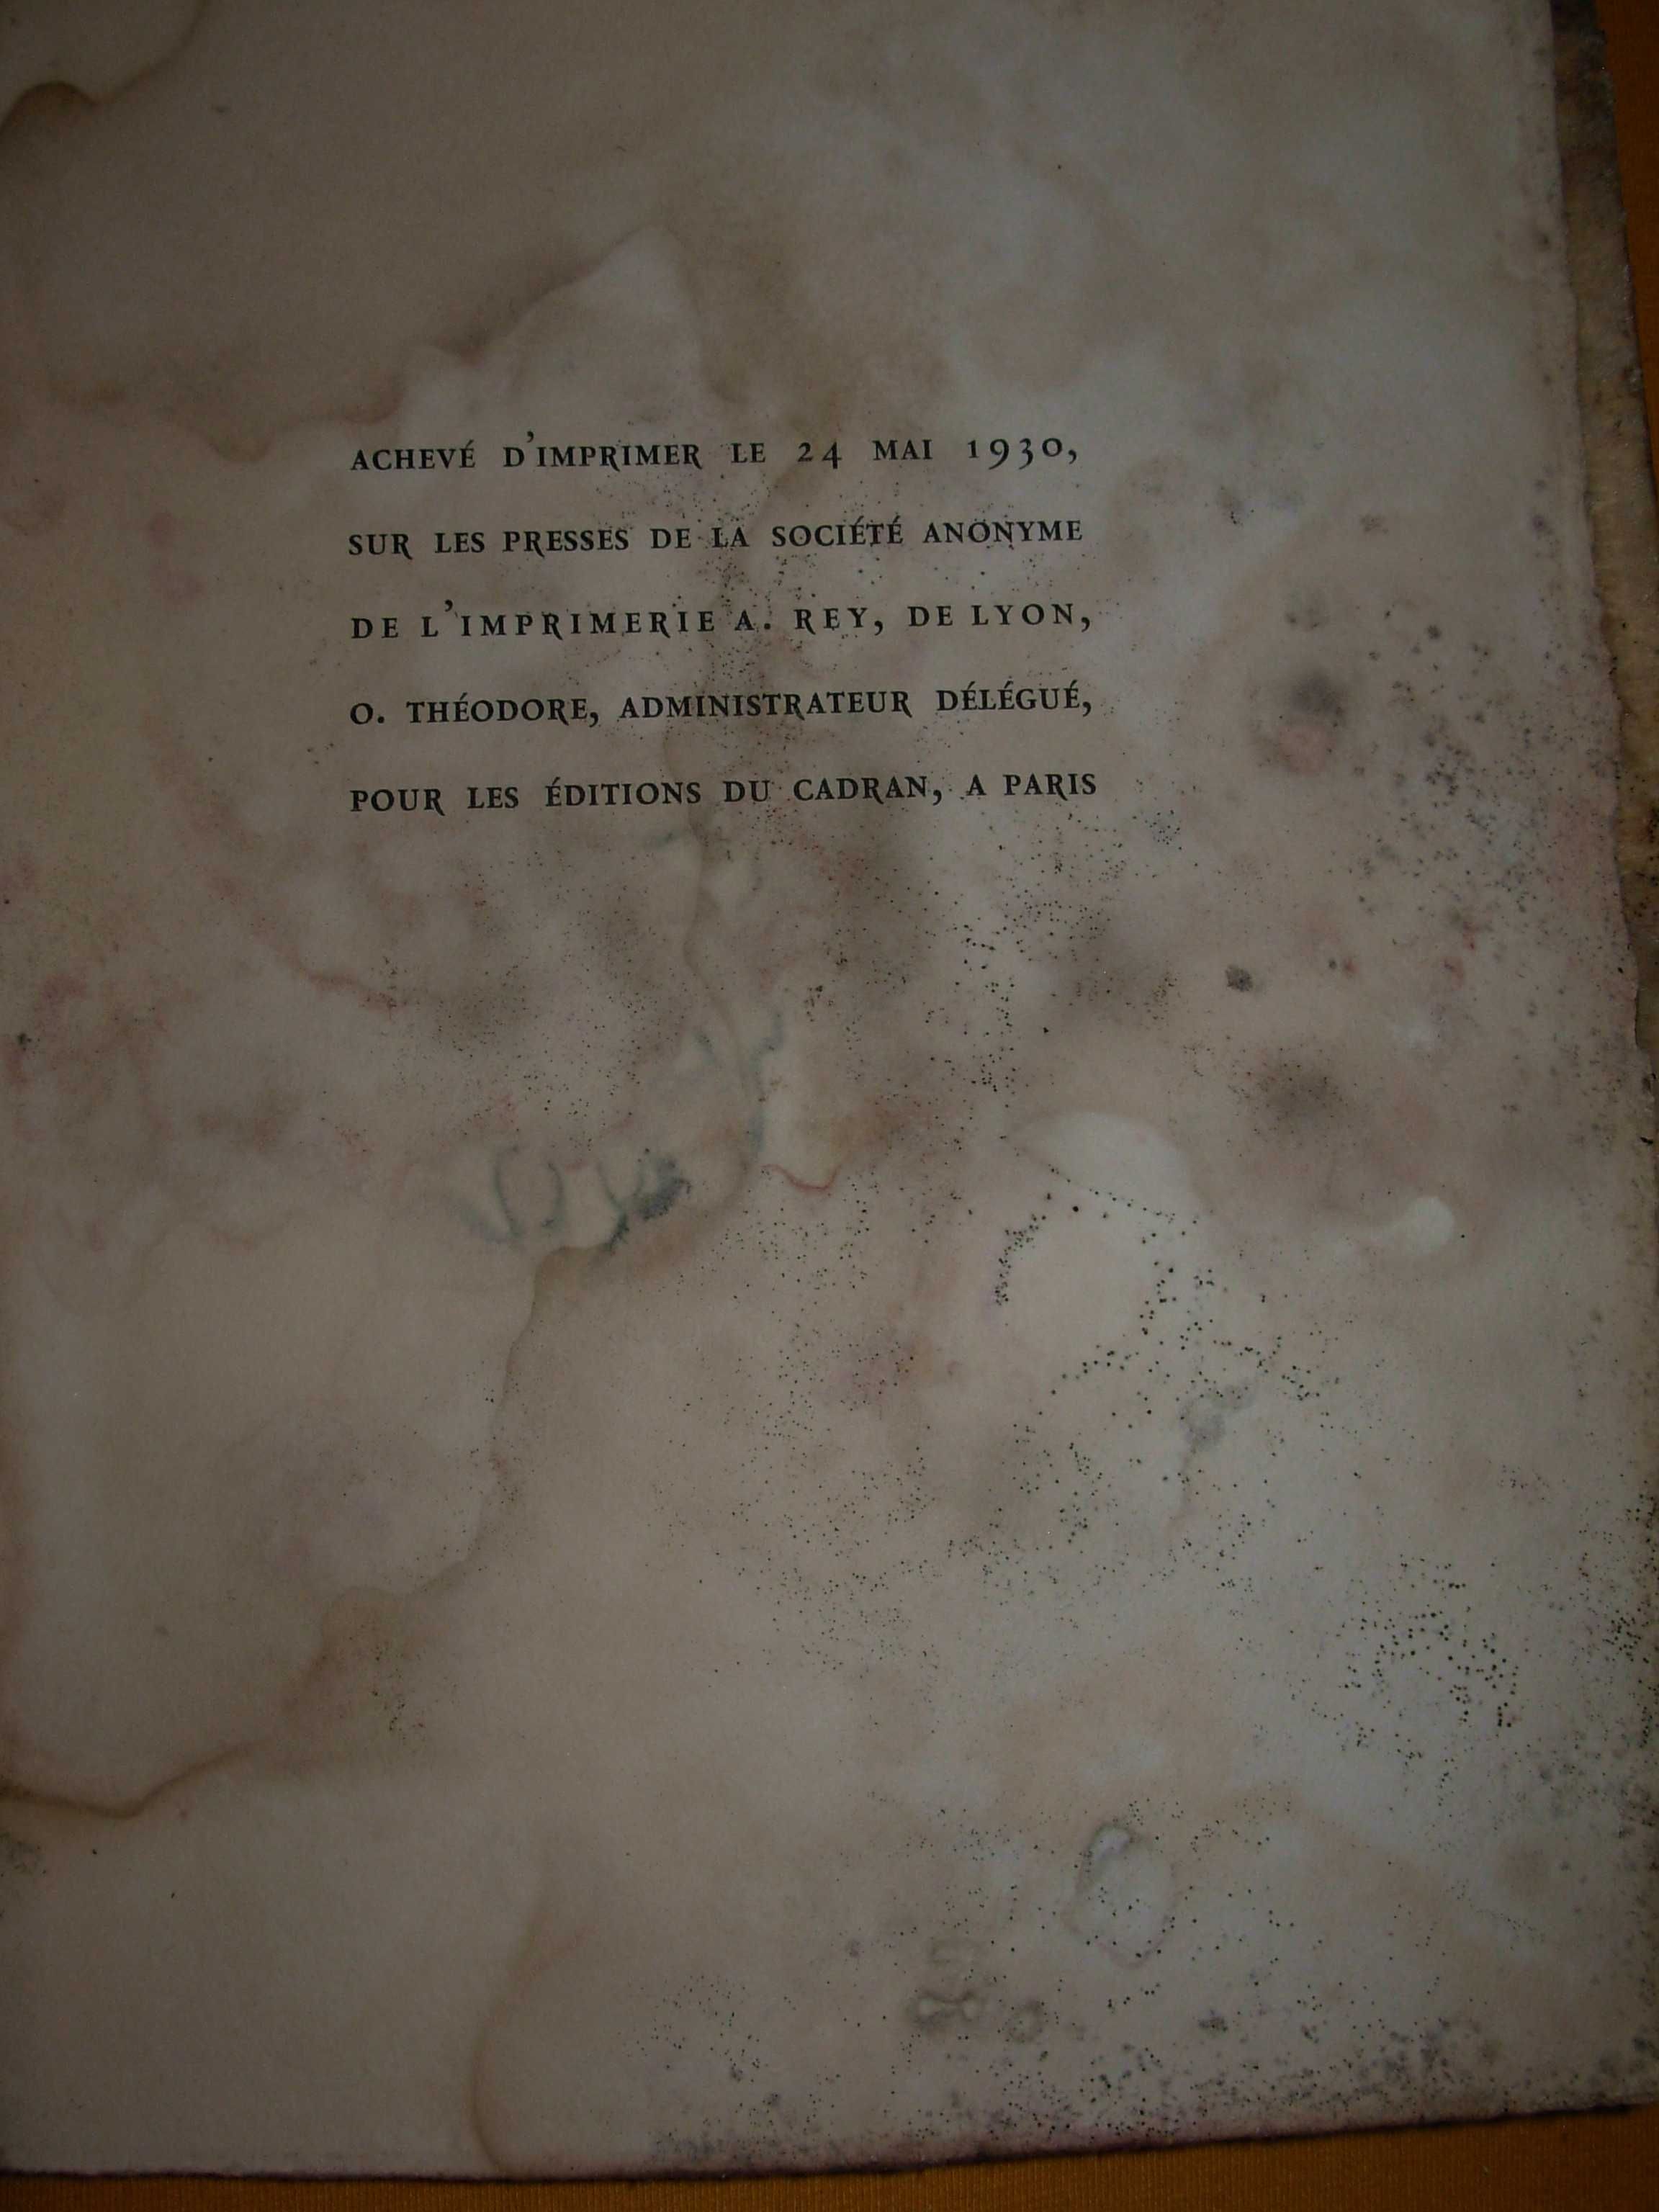 ACHEVÉ D'IMPRIMER LE 24 MAI 1930,
SUR LES PRESSES DE LA SOCIÉTÉ ANONYME
DE L'IMPRIMERIE A. REY, DE LYON,
O. THÉODORE, ADMINISTRATEUR DÉLÉGUÉ,
POUR LES ÉDITIONS DU CADRAN, A PARIS